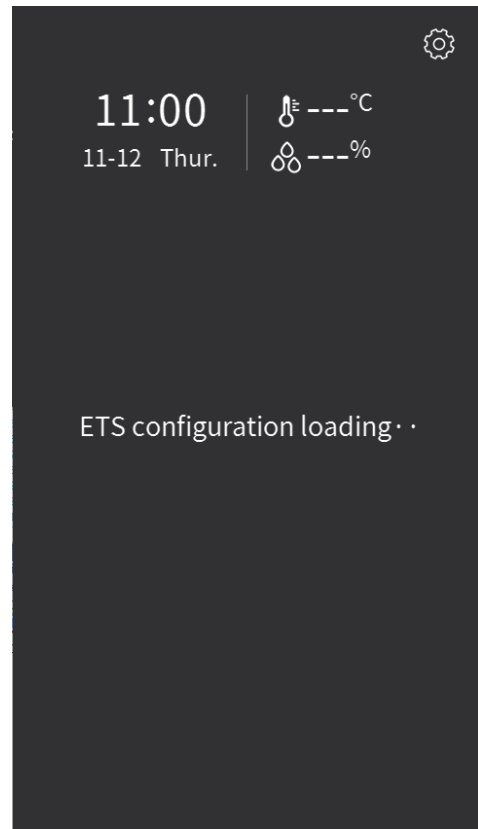 11:00
11-12 Thur.
---°C
---%
ETS configuration loading··